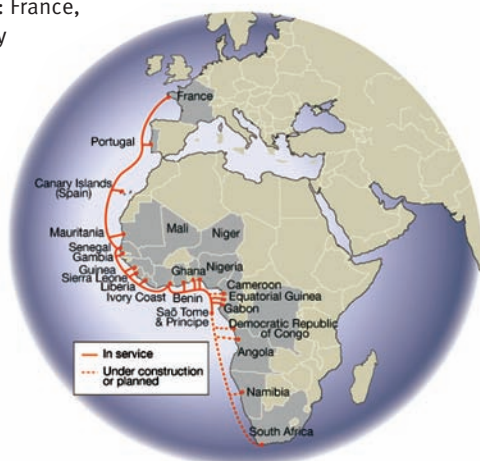 : France,
y
France
Portugal
Canary Islands
(Spain)
Mauritania
Mali
Niger
Senegal
Gambia
Guinea
Sierra Leone
Liberia
Ivory Coast
Ghana
Benin
Nigeria
Cameroon
Equatorial Guinea
Gabon
Saō Tome
& Principe
Democratic Republic
of Congo
Angola
Namibia
South Africa
In service
Under construction
or planned